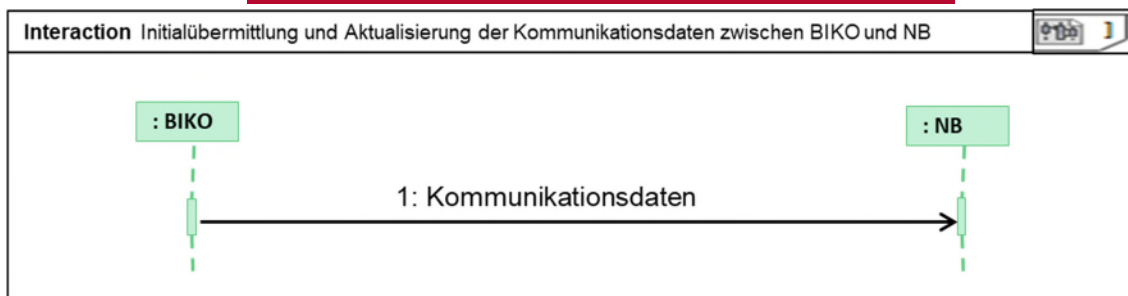 Interaction Initialübermittlung und Aktualisierung der Kommunikationsdaten zwischen BIKO und NB
: BIKO
: NB
1: Kommunikationsdaten